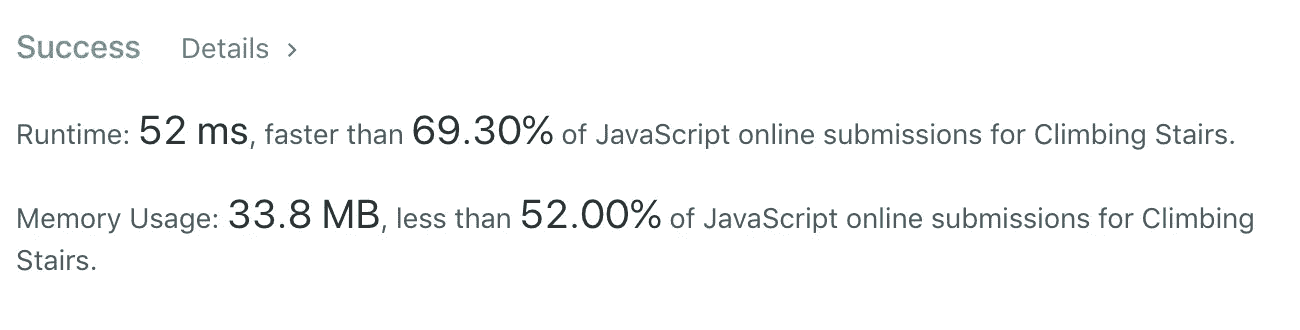 Success Details >
Runtime: 52 ms, faster than 69.30% of JavaScript online submissions for Climbing Stairs.
Memory Usage: 33.8 MB, less than 52.00% of JavaScript online submissions for Climbing
Stairs.